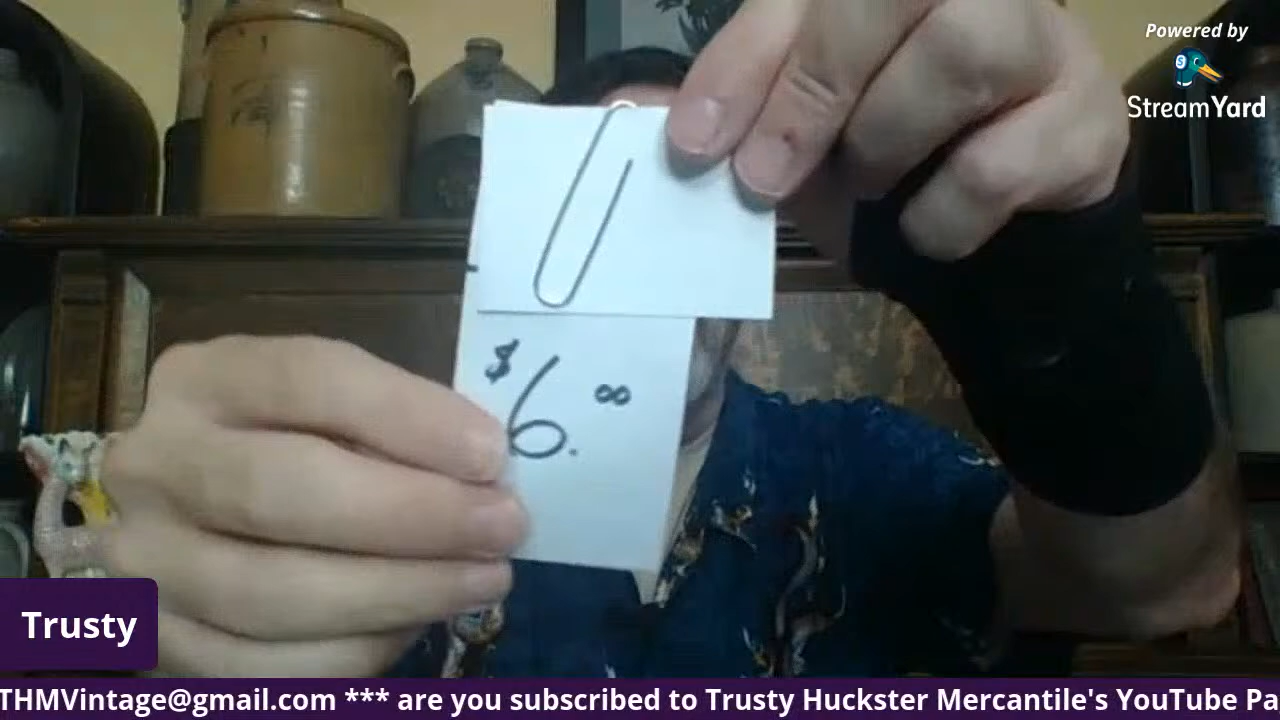 Powered by
StreamYard
$6.00
Trusty
THMVintage@gmail.com *** are you subscribed to Trusty Huckster Mercantile's YouTube Pa